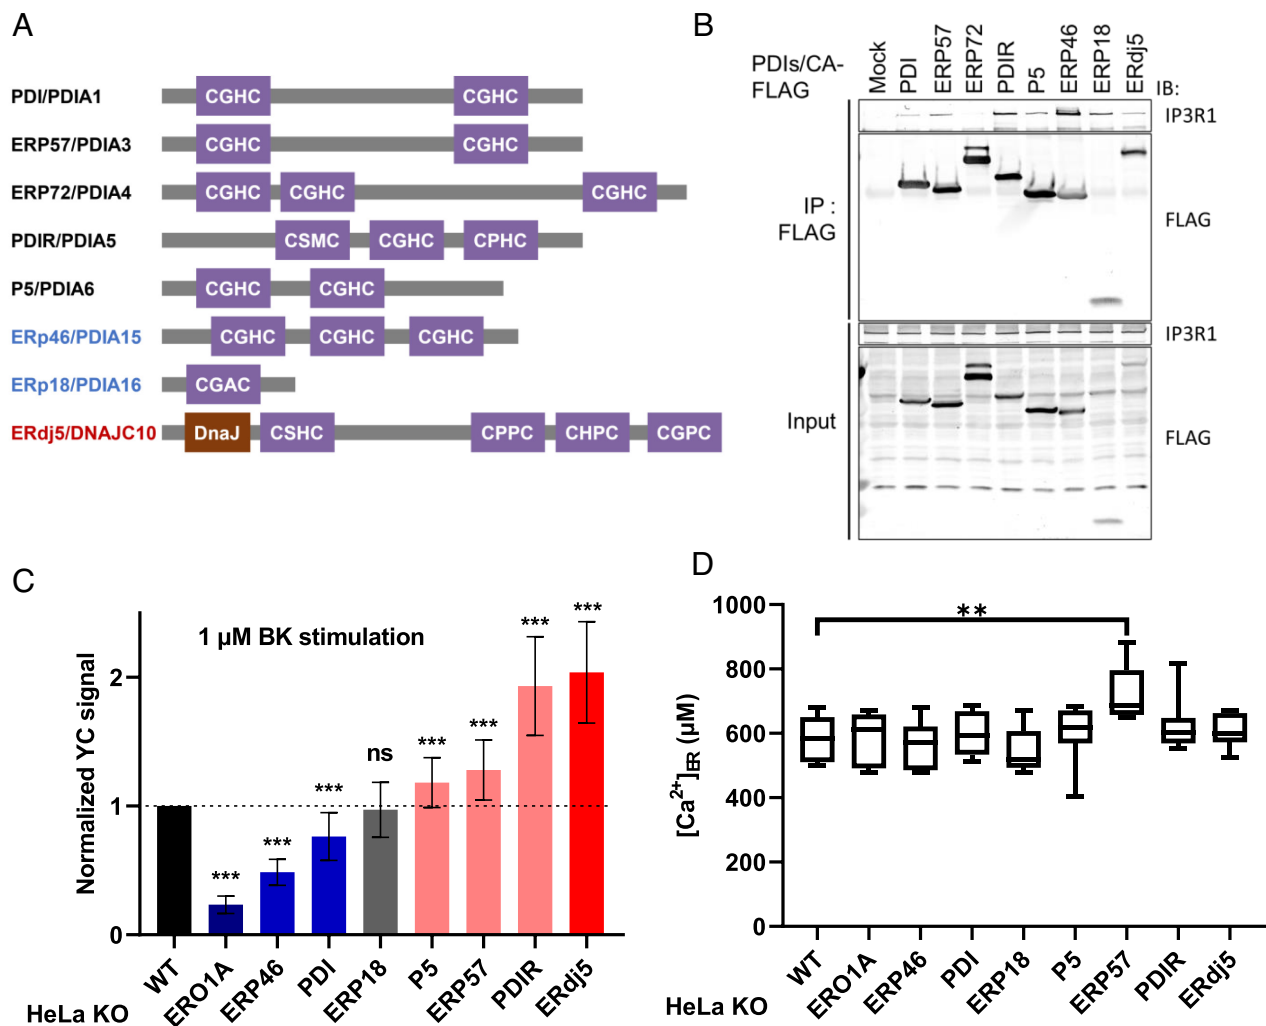 A
PDI/PDIA1 CGHC CGHC
ERP57/PDIA3 CGHC CGHC
ERP72/PDIA4 CGHC CGHC CGHC
PDIR/PDIA5 CSMC CGHC CPHC
P5/PDIA6 CGHC CGHC
ERp46/PDIA15 CGHC CGHC CGHC
ERp18/PDIA16 CGAC
ERdj5/DNAJC10 DnaJ CSHC CPPC CHPC CGPC
B
PDIs/CA-
FLAG
Mock
PDI
ERP57
ERP72
PDIR
P5
ERP46
ERP18
ERdj5
IB:
IP3R1
IP :
FLAG
FLAG
IP3R1
Input
FLAG
C
1 µM BK stimulation
Normalized YC signal
2
1
0
***
***
***
ns
***
***
***
***
WT
ERO1A
ERP46
PDI
ERP18
P5
ERP57
PDIR
ERdj5
HeLa KO
D
[Ca2+]ER (µM)
1000
800
600
400
200
0
**
WT
ERO1A
ERP46
PDI
ERP18
P5
ERP57
PDIR
ERdj5
HeLa KO